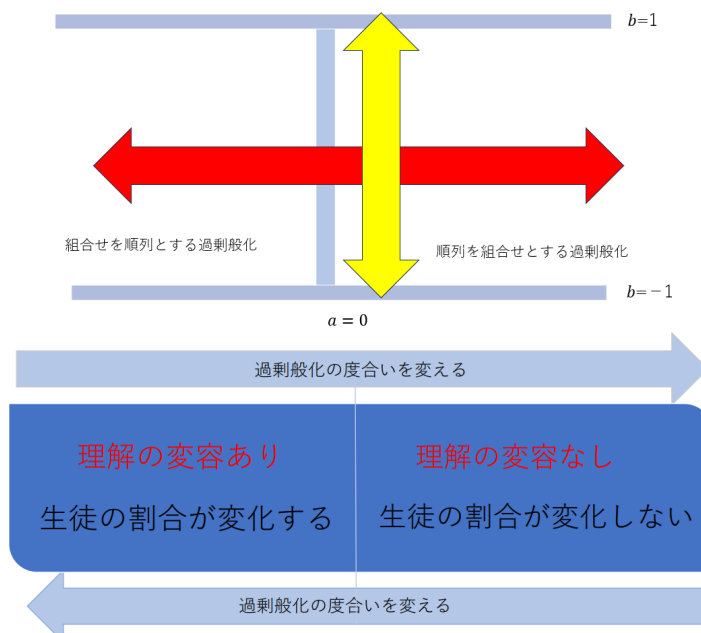 b=1
組合せを順列とする過剰般化
順列を組合せとする過剰般化
b=−1
a = 0
過剰般化の度合いを変える
理解の変容あり
理解の変容なし
生徒の割合が変化する
生徒の割合が変化しない
過剰般化の度合いを変える